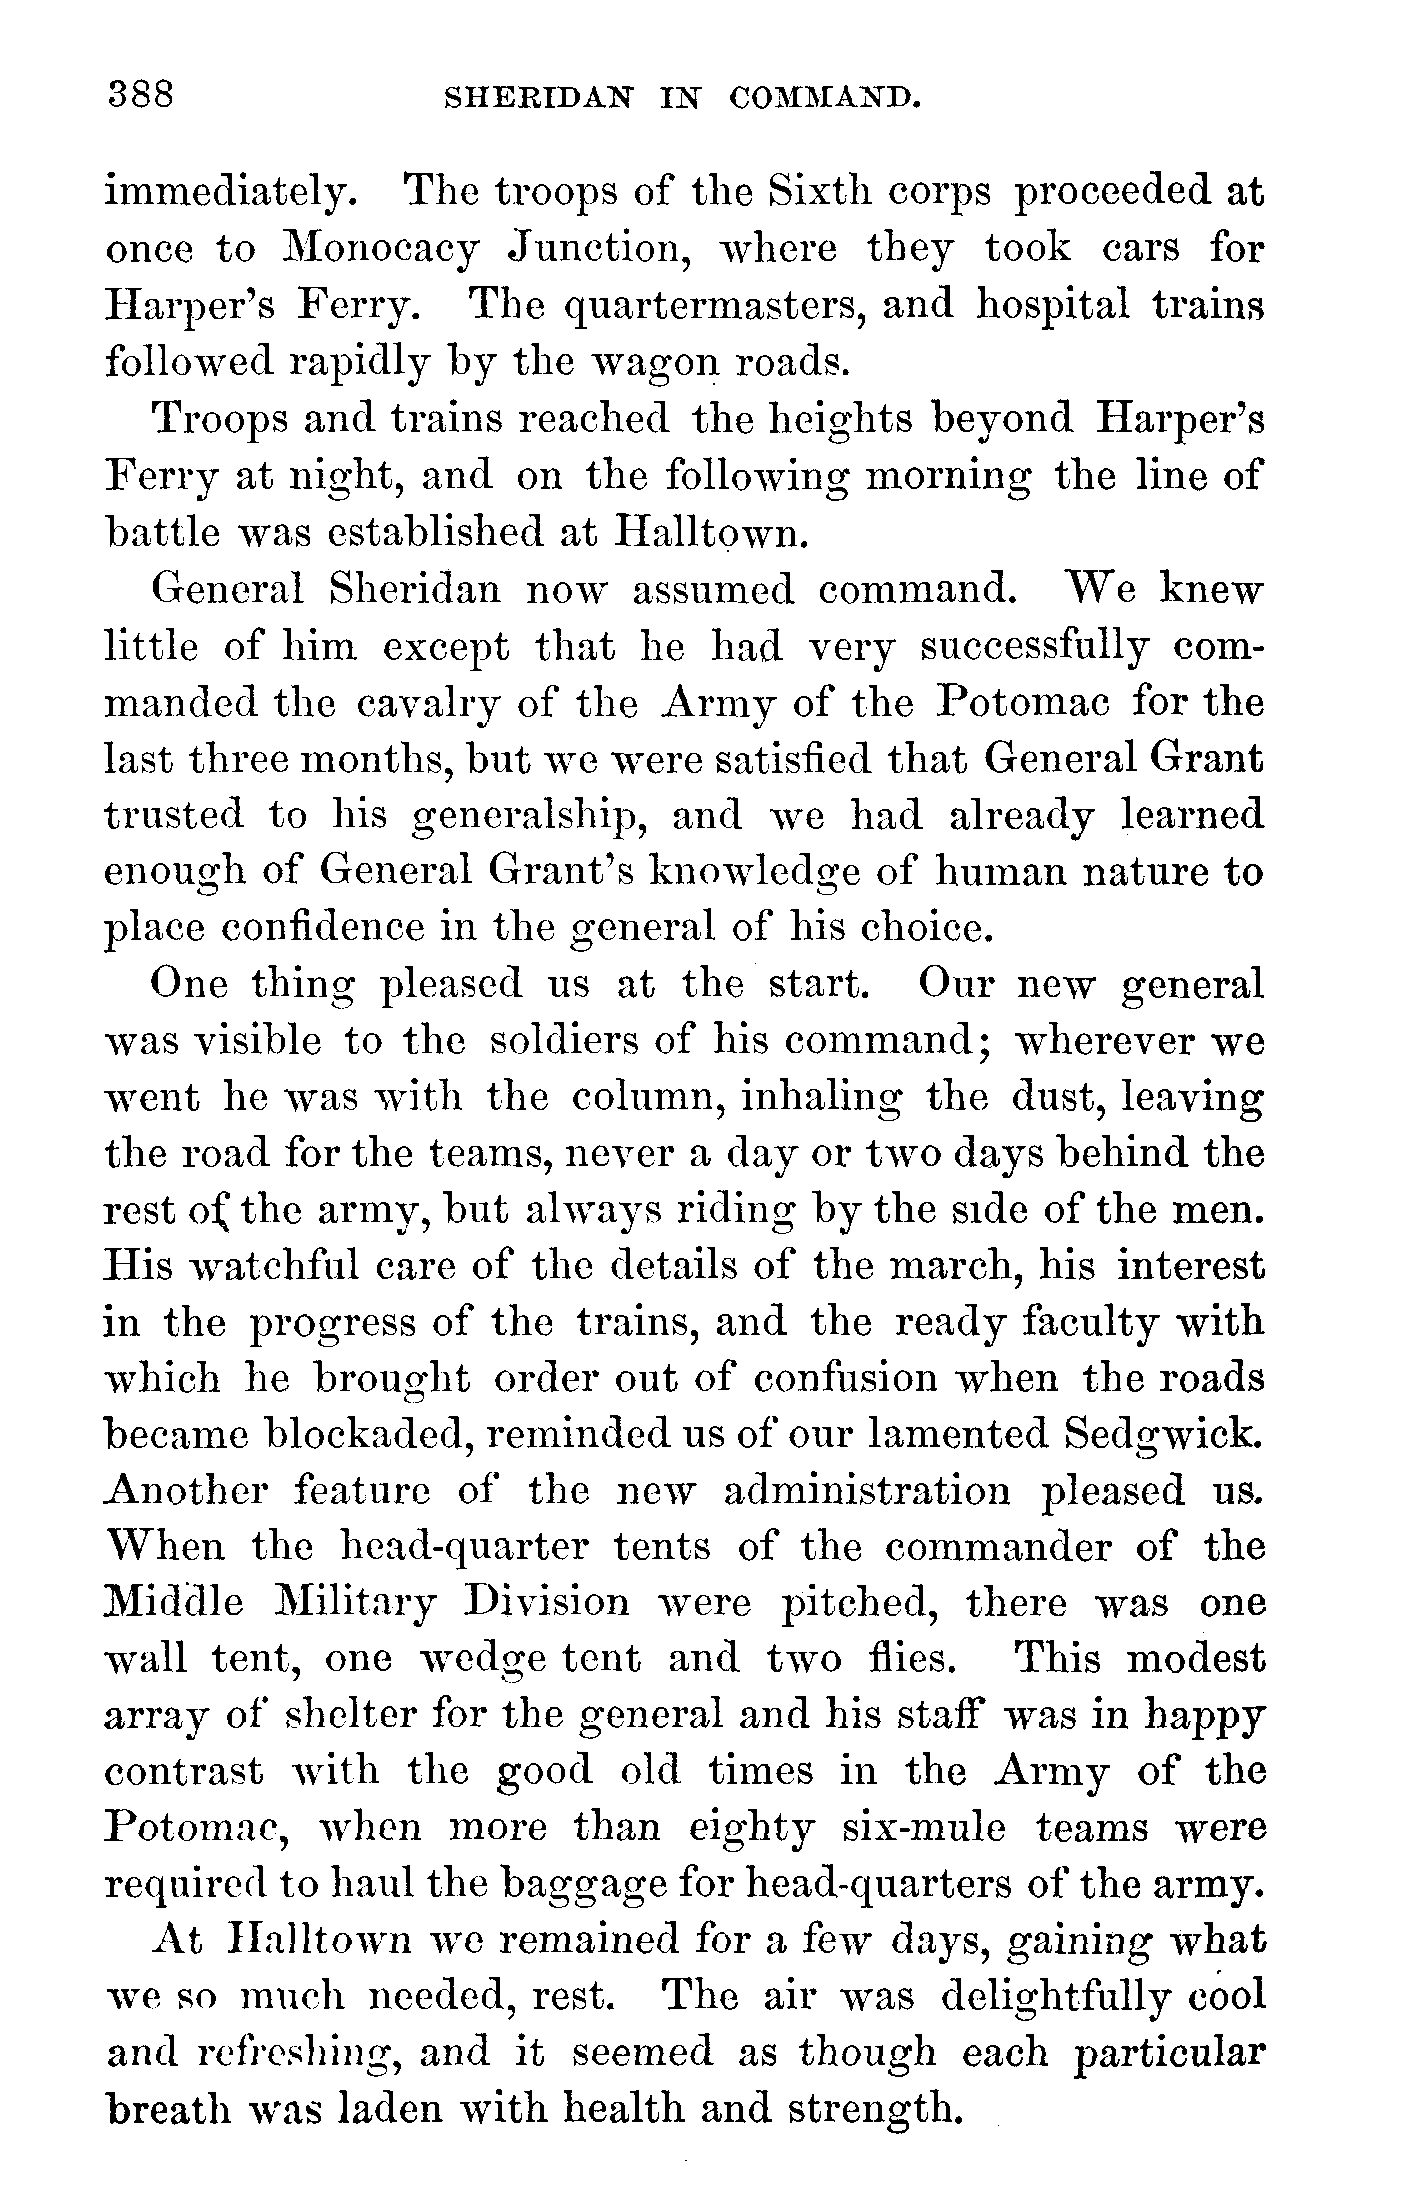 388 SHERIDAN IN COMMAND.
immediately. The troops of the Sixth corps proceeded at
once to Monocacy Junction, where they took cars for
Harper's Ferry. The quartermasters, and hospital trains
followed rapidly by the wagon roads.
Troops and trains reached the heights beyond Harper's
Ferry at night, and on the following morning the line of
battle was established at Halltown.
General Sheridan now assumed command. We knew
little of him except that he had very successfully com-
manded the cavalry of the Army of the Potomac for the
last three months, but we were satisfied that General Grant
trusted to his generalship, and we had already learned
enough of General Grant's knowledge of human nature to
place confidence in the general of his choice.
One thing pleased us at the start. Our new general
was visible to the soldiers of his command; wherever we
went he was with the column, inhaling the dust, leaving
the road for the teams, never a day or two days behind the
rest of the army, but always riding by the side of the men.
His watchful care of the details of the march, his interest
in the progress of the trains, and the ready faculty with
which he brought order out of confusion when the roads
became blockaded, reminded us of our lamented Sedgwick.
Another feature of the new administration pleased us.
When the head-quarter tents of the commander of the
Middle Military Division were pitched, there was one
wall tent, one wedge tent and two flies. This modest
array of shelter for the general and his staff was in happy
contrast with the good old times in the Army of the
Potomac, when more than eighty six-mule teams were
required to haul the baggage for head-quarters of the army.
At Halltown we remained for a few days, gaining what
we so much needed, rest. The air was delightfully cool
and refreshing, and it seemed as though each particular
breath was laden with health and strength.